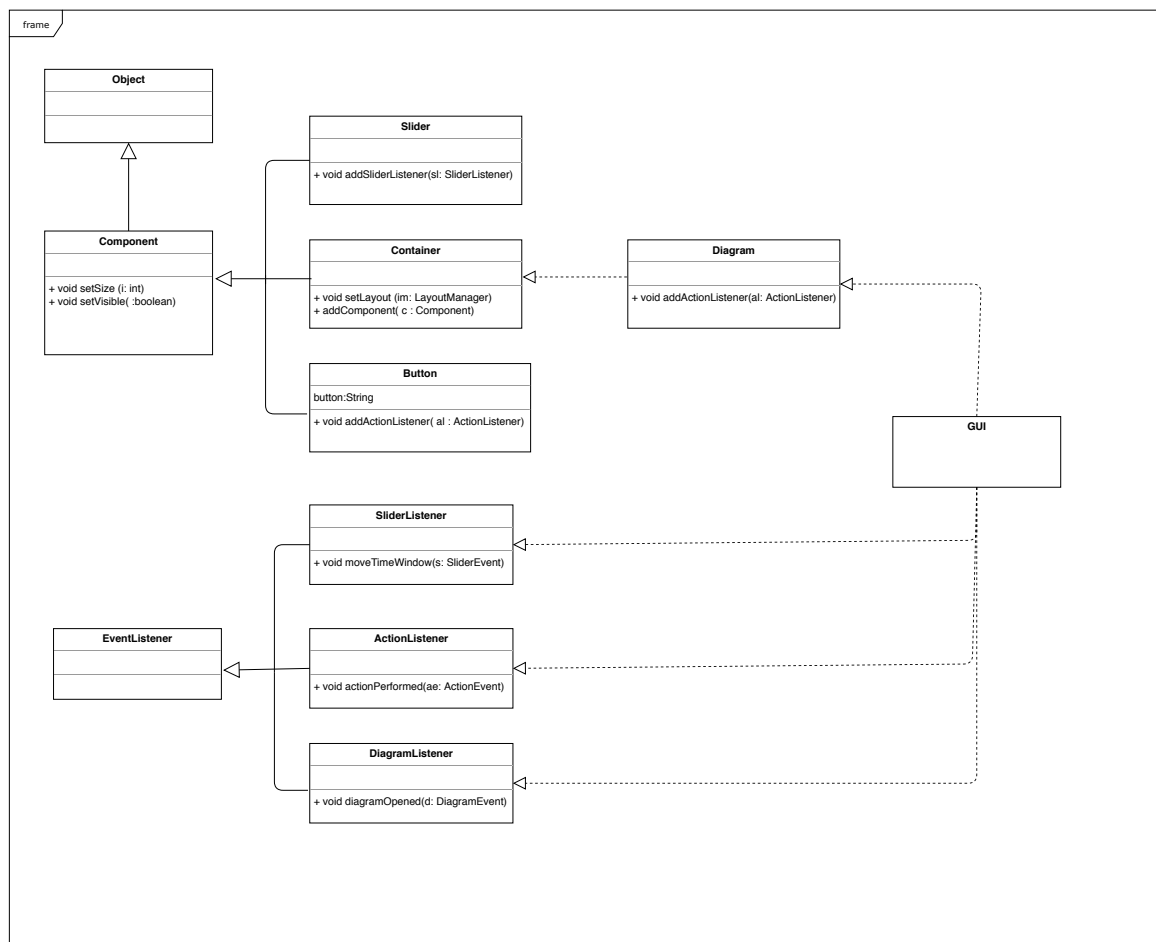 frame
Object
Slider
+ void addSliderListener(sl: SliderListener)
Component
+ void setSize (i: int)
+ void setVisible( :boolean)
Container
+ void setLayout (im: LayoutManager)
+ addComponent( c : Component)
Diagram
+ void addActionListener(al: ActionListener)
Button
button:String
+ void addActionListener( al : ActionListener)
GUI
SliderListener
+ void moveTimeWindow(s: SliderEvent)
EventListener
ActionListener
+ void actionPerformed(ae: ActionEvent)
DiagramListener
+ void diagramOpened(d: DiagramEvent)